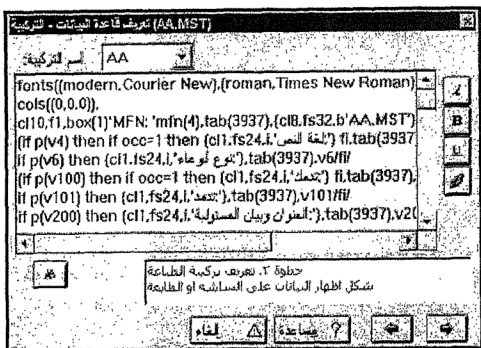 (AA.MST) تعريف قاعدة البيانات - التركيبة
اسم التركيبة: AA
fonts((modern,Courier New),(roman,Times New Roman)
cols((0,0,0)),
cl10,f1,box(1)'MFN: 'mfn(4),tab(3937),{cl8,fs32,b'AA.MST'}
(if p(v4) then if occ=1 then {cl1,fs24,i,'لغة النص:'} fi,tab(3937
if p(v6) then {cl1,fs24,i,'نوع الوعاء:'},tab(3937),v6/fi/
(if p(v100) then if occ=1 then {cl1,fs24,i,'تدمك:'} fi,tab(3937),
if p(v101) then {cl1,fs24,i,'تدمد:'},tab(3937),v101/fi/
if p(v200) then {cl1,fs24,i,'العنوان وبيان المسئولية:'},tab(3937),v20
B
U
خطوة ٢. تعريف تركيبة الطباعة
شكل اظهار البيانات على الشاشة او الطابعة
إلغاء
مساعدة ?